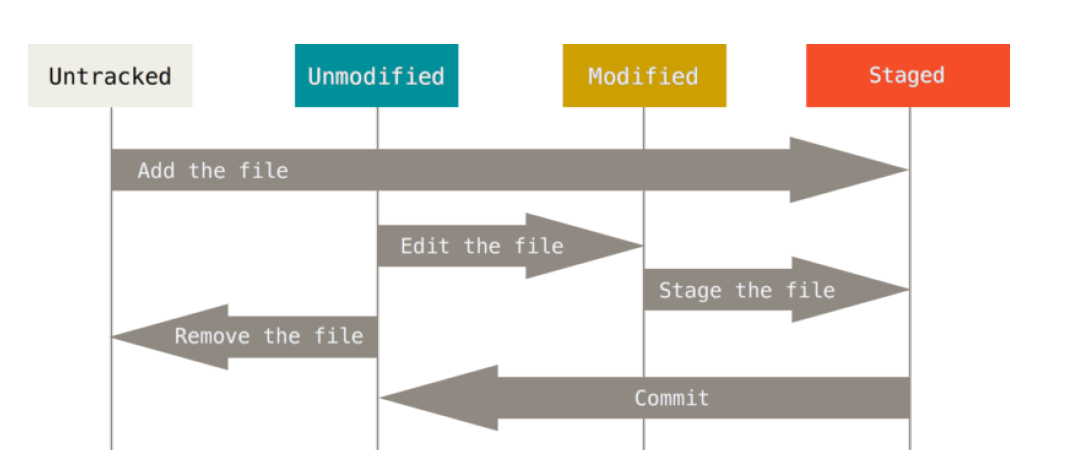 Untracked
Unmodified
Modified
Staged
Add the file
Edit the file
Stage the file
Remove the file
Commit